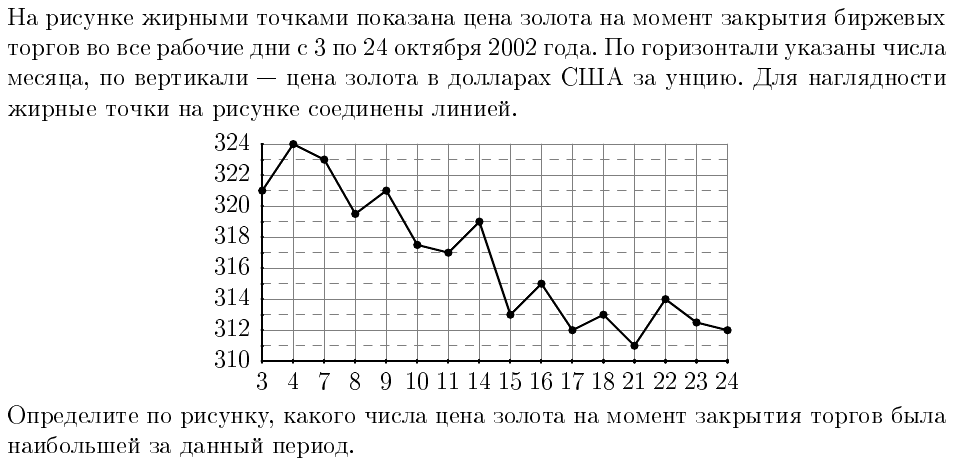 На рисунке жирными точками показана цена золота на момент закрытия биржевых
торгов во все рабочие дни с 3 по 24 октября 2002 года. По горизонтали указаны числа
месяца, по вертикали — цена золота в долларах США за унцию. Для наглядности
жирные точки на рисунке соединены линией.
324
322
320
318
316
314
312
310
3 4 7 8 9 10 11 14 15 16 17 18 21 22 23 24
Определите по рисунку, какого числа цена золота на момент закрытия торгов была
наибольшей за данный период.